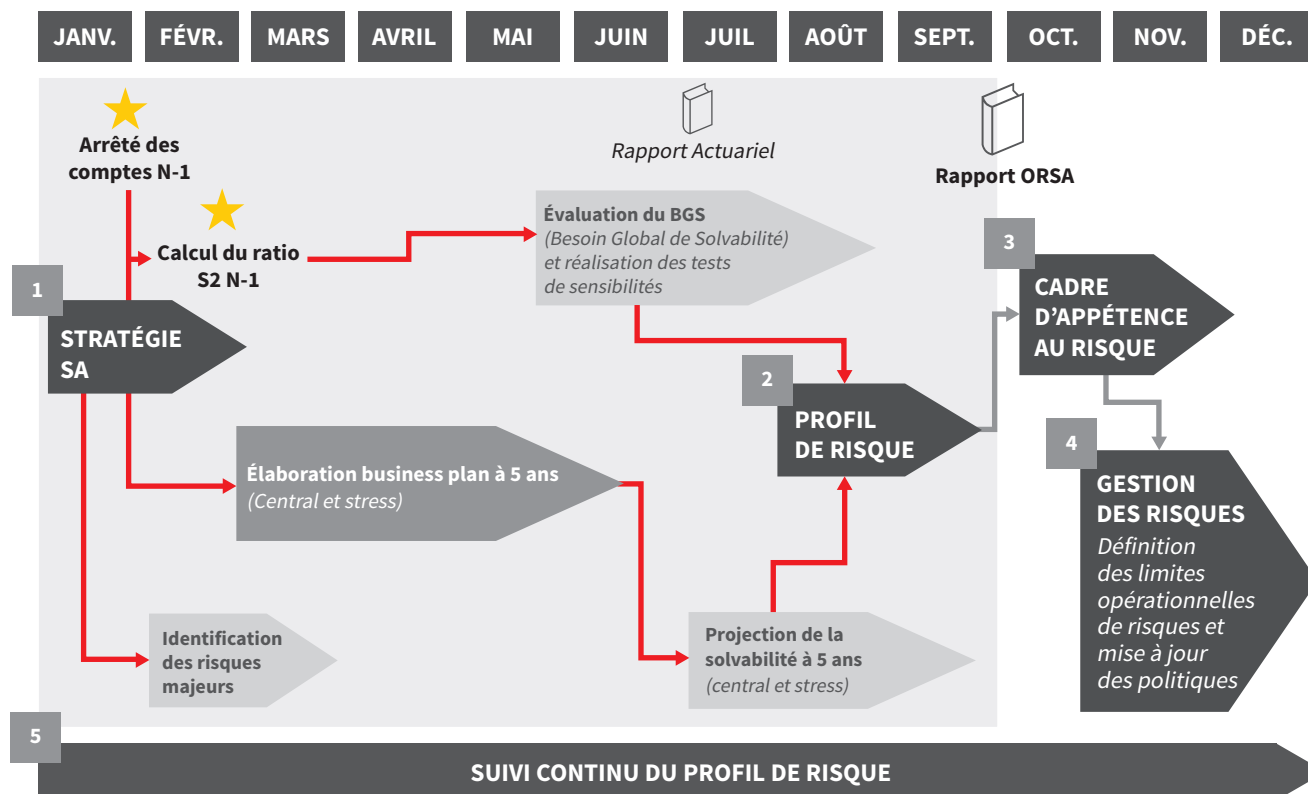 JANV. FÉVR. MARS AVRIL MAI JUIN JUIL AOÛT SEPT. OCT. NOV. DÉC.
Arrêté des
comptes N-1
Rapport Actuariel
Rapport ORSA
Calcul du ratio
S2 N-1
Évaluation du BGS
(Besoin Global de Solvabilité)
et réalisation des tests
de sensibilités
1
STRATÉGIE
SA
3
CADRE
D'APPÉTENCE
AU RISQUE
2
PROFIL
DE RISQUE
Élaboration business plan à 5 ans
(Central et stress)
4
GESTION
DES RISQUES
Définition
des limites
opérationnelles
de risques et
mise à jour
des politiques
Identification
des risques
majeurs
Projection de la
solvabilité à 5 ans
(central et stress)
5
SUIVI CONTINU DU PROFIL DE RISQUE